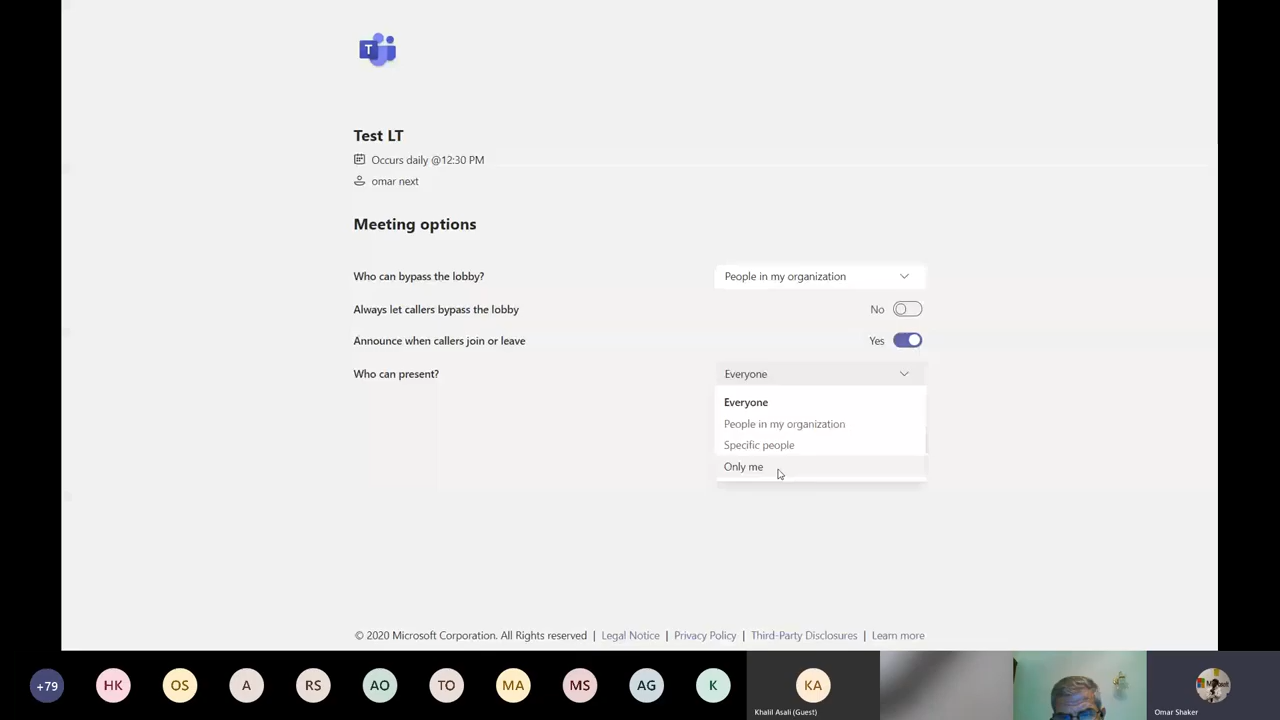 T
Test LT
Occurs daily @12:30 PM
omar next
Meeting options
Who can bypass the lobby?
People in my organization
Always let callers bypass the lobby
No
Announce when callers join or leave
Yes
Who can present?
Everyone
Everyone
People in my organization
Specific people
Only me
© 2020 Microsoft Corporation. All Rights reserved | Legal Notice | Privacy Policy | Third-Party Disclosures | Learn more
+79
HK
OS
A
RS
AO
TO
MA
MS
AG
K
KA
Khalil Asali (Guest)
Omar Shaker